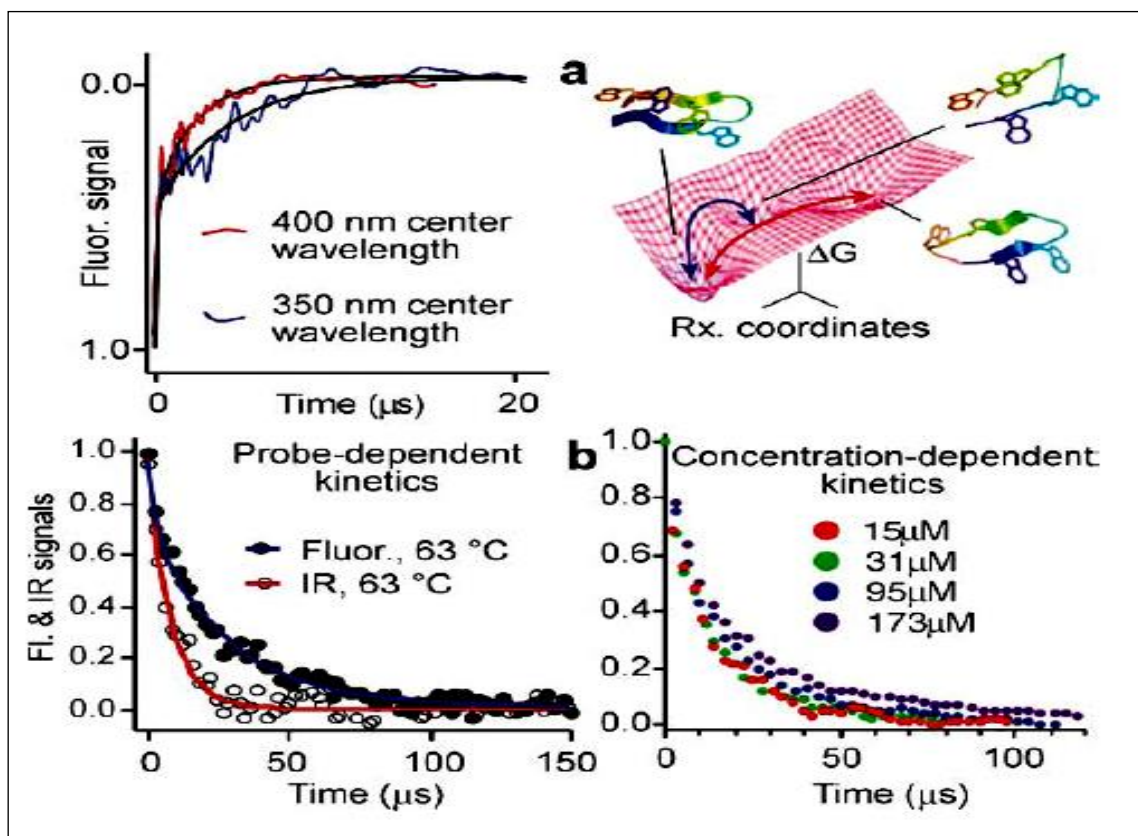 0.0
Fluor. signal
400 nm center
wavelength
350 nm center
wavelength
1.0
0
20
Time (μs)
a
ΔG
Rx. coordinates
1.0
0.8
0.6
0.4
0.2
0.0
Fl. & IR signals
Probe-dependent
kinetics
Fluor., 63 °C
IR, 63 °C
0
50
100
150
Time (μs)
b
1.0
0.8
0.6
0.4
0.2
0.0
Concentration-dependent
kinetics
15μM
31μM
95μM
173μM
0
50
100
Time (μs)